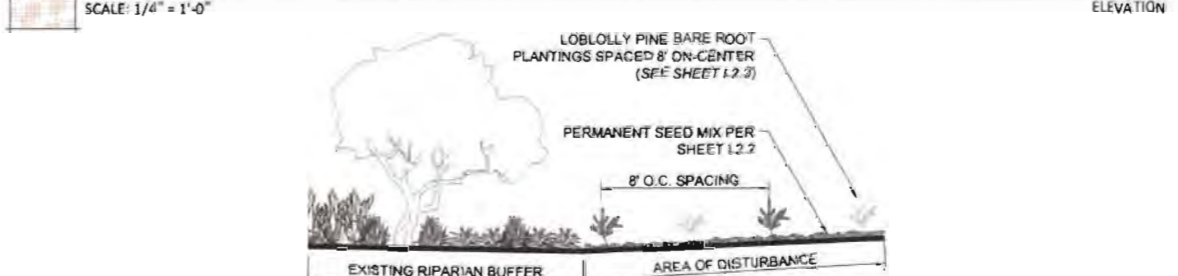 SCALE: 1/4" = 1'-0"
ELEVATION
LOBLOLLY PINE BARE ROOT
PLANTINGS SPACED 8' ON-CENTER
(SEE SHEET L2.3)
PERMANENT SEED MIX PER
SHEET L2.2
8' O.C. SPACING
EXISTING RIPARIAN BUFFER
AREA OF DISTURBANCE